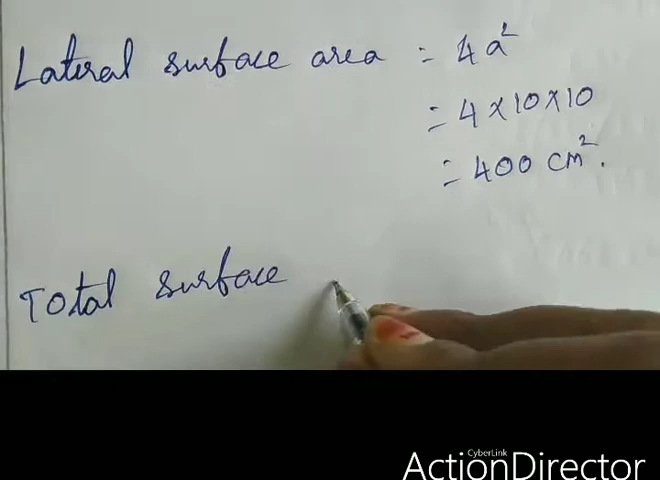 Lateral surface area = 4a²
= 4×10×10
= 400 cm².
Total surface
CyberLink
ActionDirector